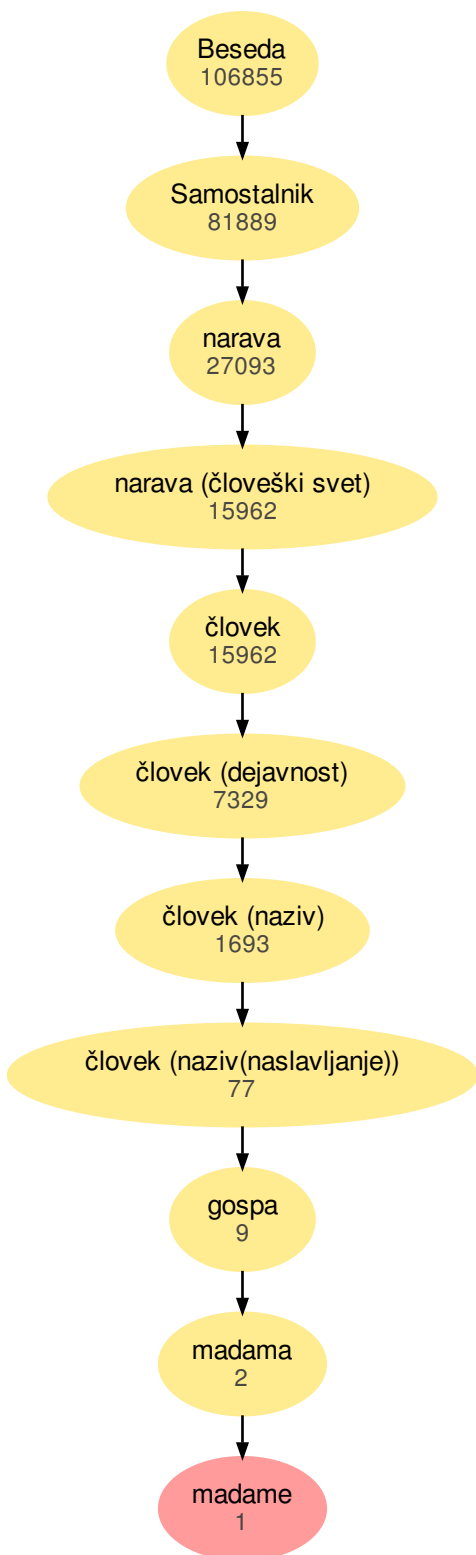 Beseda
106855
Samostalnik
81889
narava
27093
narava (človeški svet)
15962
človek
15962
človek (dejavnost)
7329
človek (naziv)
1693
človek (naziv(naslavljanje))
77
gospa
9
madama
2
madame
1